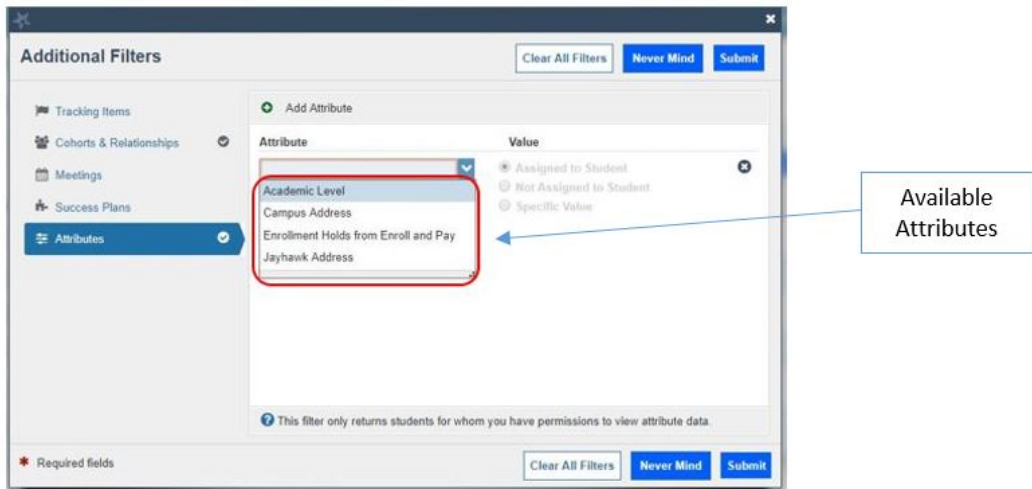 Additional Filters
Clear All Filters
Never Mind
Submit
Tracking Items
Cohorts & Relationships
Meetings
Success Plans
Attributes
Add Attribute
Attribute
Value
Assigned to Student
Not Assigned to Student
Specific Value
Academic Level
Campus Address
Enrollment Holds from Enroll and Pay
Jayhawk Address
This filter only returns students for whom you have permissions to view attribute data.
* Required fields
Clear All Filters
Never Mind
Submit
Available
Attributes